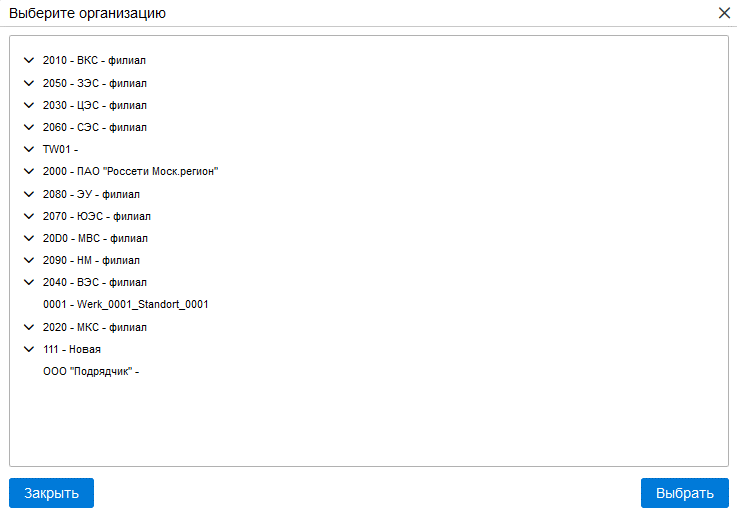 Выберите организацию
2010 - ВКС - филиал
2050 - ЗЭС - филиал
2030 - ЦЭС - филиал
2060 - СЭС - филиал
TW01 -
2000 - ПАО "Россети Моск.регион"
2080 - ЭУ - филиал
2070 - ЮЭС - филиал
20D0 - МВС - филиал
2090 - НМ - филиал
2040 - ВЭС - филиал
0001 - Werk_0001_Standort_0001
2020 - МКС - филиал
111 - Новая
ООО "Подрядчик" -
Закрыть Выбрать